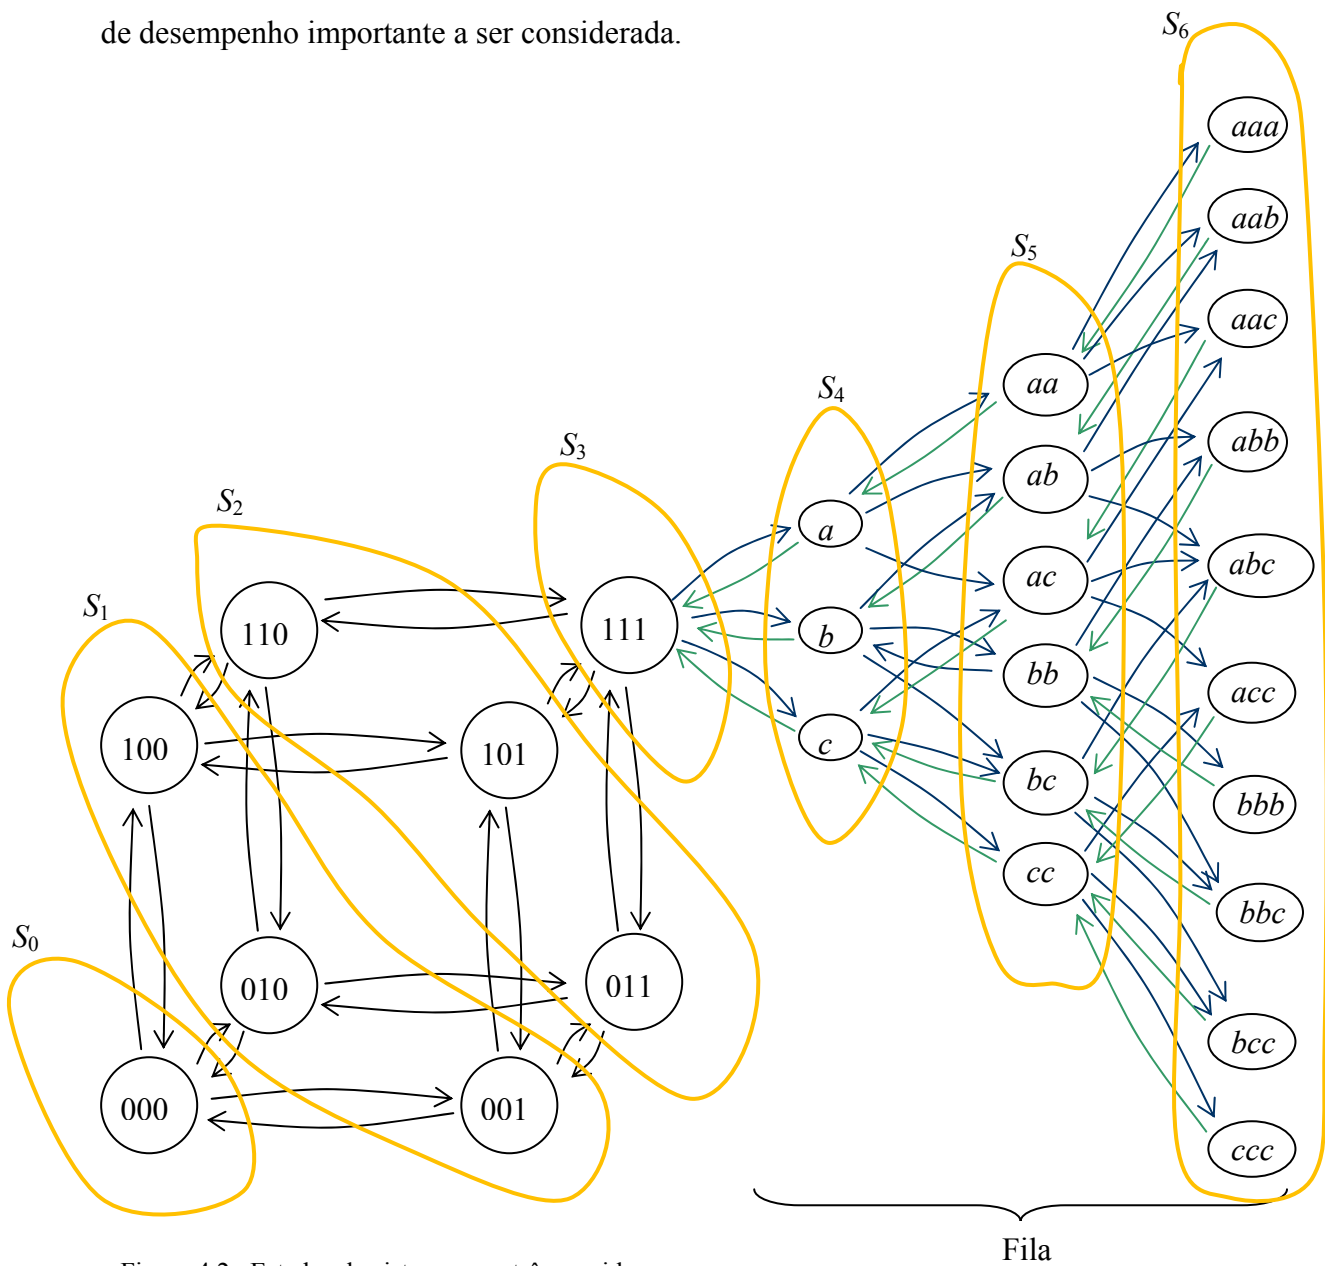 de desempenho importante a ser considerada.
S6
aaa
aab
S5
aac
aa
S4
abb
S3
ab
S2
a
abc
ac
S1
110
111
b
bb
acc
100
101
c
bc
bbb
cc
bbc
S0
010
011
bcc
000
001
ccc
Fila